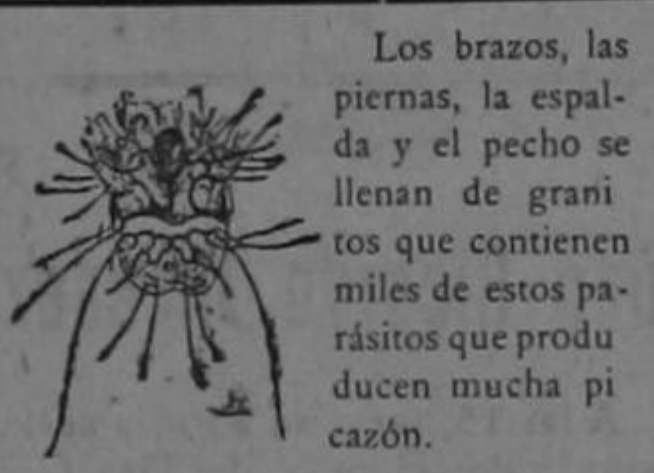 Los brazos, las
piernas, la espal-
da y el pecho se
llenan de grani
tos que contienen
miles de estos pa-
rásitos que produ
ducen mucha pi
cazón.